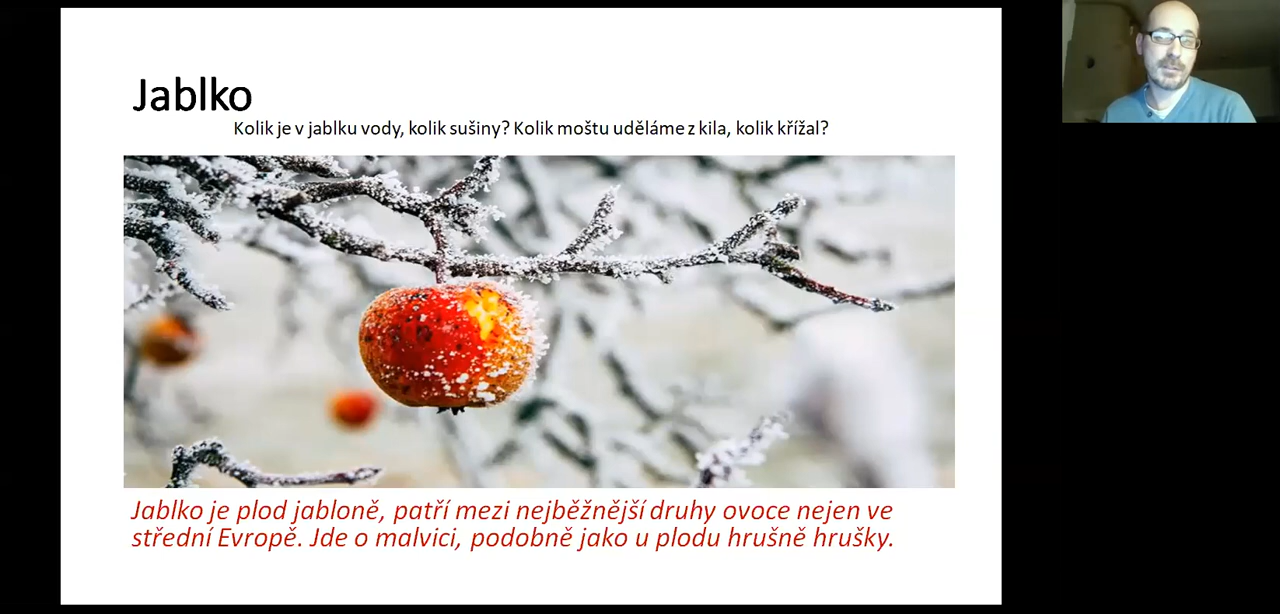 Jablko
Kolik je v jablku vody, kolik sušiny? Kolik moštu uděláme z kila, kolik křížal?
Jablko je plod jabloně, patří mezi nejběžnější druhy ovoce nejen ve
střední Evropě. Jde o malvici, podobně jako u plodu hrušně hrušky.